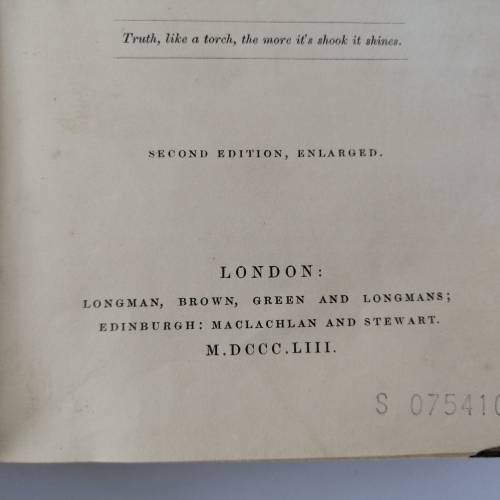 Truth, like a torch, the more it's shook it shines.
SECOND EDITION, ENLARGED.
LONDON:
LONGMAN, BROWN, GREEN AND LONGMANS;
EDINBURGH: MACLACHLAN AND STEWART.
M.DCCC.LIII.
S 075410